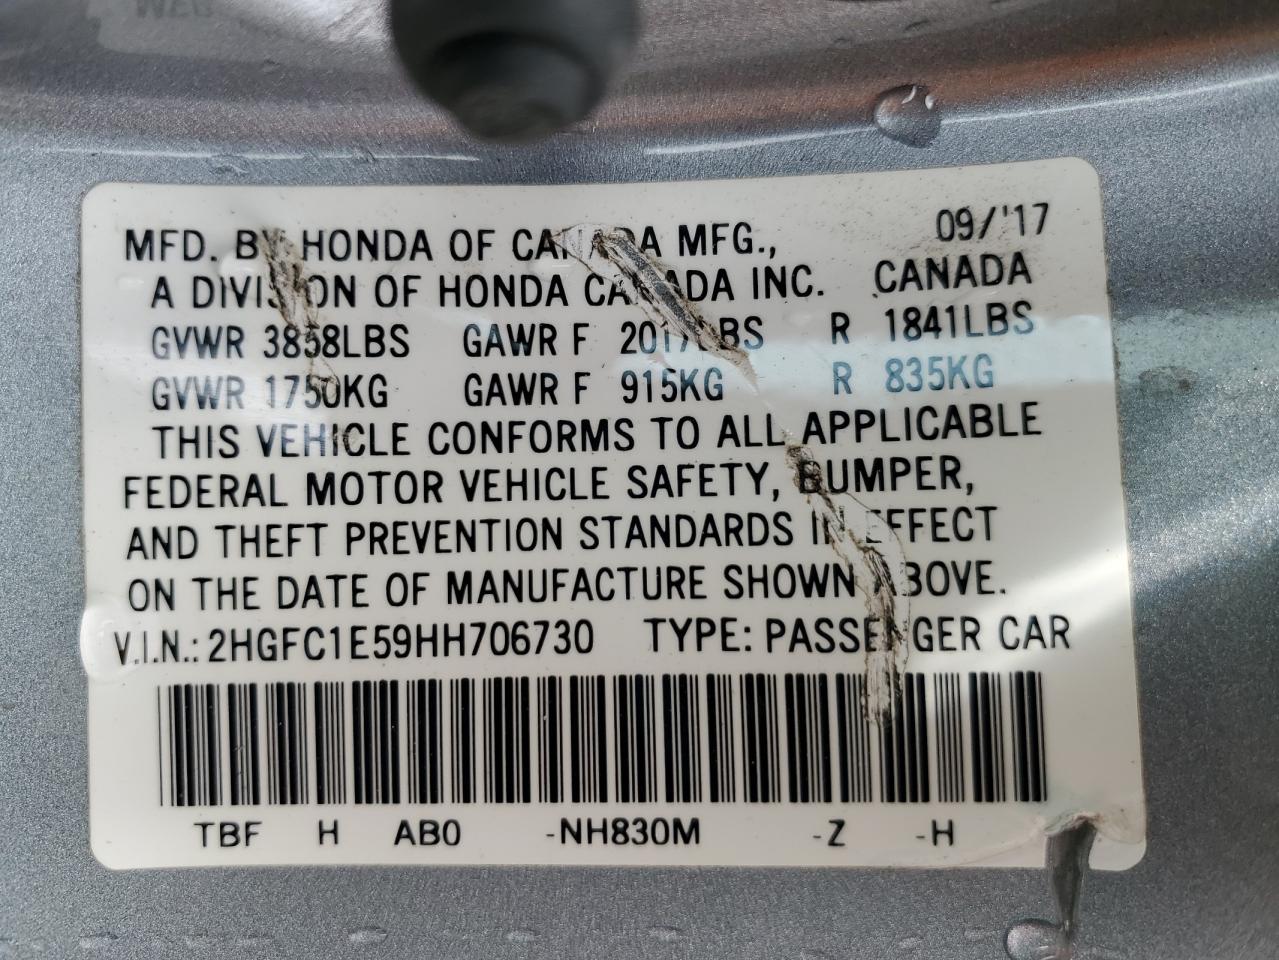 MFD. BY HONDA OF CANADA MFG., 09/'17
A DIVISION OF HONDA CANADA INC. CANADA
GVWR 3858LBS GAWR F 2017LBS R 1841LBS
GVWR 1750KG GAWR F 915KG R 835KG
THIS VEHICLE CONFORMS TO ALL APPLICABLE
FEDERAL MOTOR VEHICLE SAFETY, BUMPER,
AND THEFT PREVENTION STANDARDS IN EFFECT
ON THE DATE OF MANUFACTURE SHOWN ABOVE.
V.I.N.: 2HGFC1E59HH706730 TYPE: PASSENGER CAR
TBF H AB0 -NH830M -Z -H